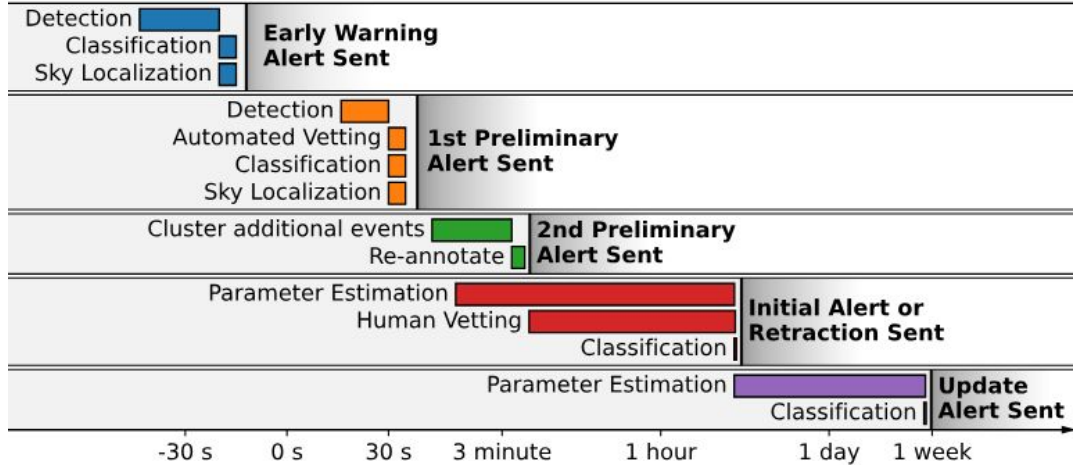 Detection
Classification
Sky Localization
Early Warning
Alert Sent
Detection
Automated Vetting
Classification
Sky Localization
1st Preliminary
Alert Sent
Cluster additional events
Re-annotate
2nd Preliminary
Alert Sent
Parameter Estimation
Human Vetting
Classification
Initial Alert or
Retraction Sent
Parameter Estimation
Classification
Update
Alert Sent
-30 s 0 s 30 s 3 minute 1 hour 1 day 1 week